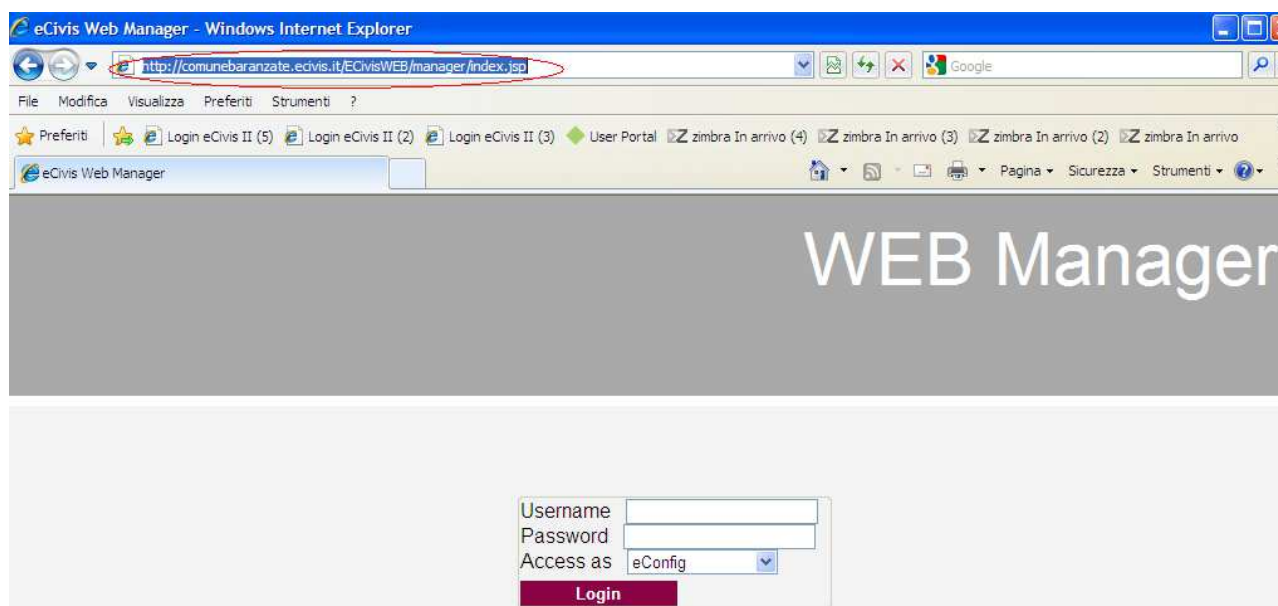 eCivis Web Manager - Windows Internet Explorer
http://comunebaranzate.ecivis.it/ECivisWEB/manager/index.jsp
Google
File Modifica Visualizza Preferiti Strumenti ?
Preferiti Login eCivis II (5) Login eCivis II (2) Login eCivis II (3) User Portal zimbra In arrivo (4) zimbra In arrivo (3) zimbra In arrivo (2) zimbra In arrivo
eCivis Web Manager Pagina Sicurezza Strumenti
WEB Manager
Username
Password
Access as eConfig
Login